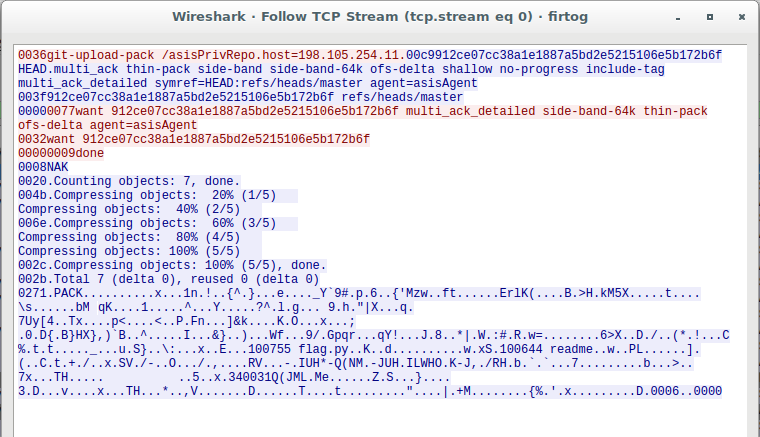 Wireshark · Follow TCP Stream (tcp.stream eq 0) · firtog
0036git-upload-pack /asisPrivRepo.host=198.105.254.11.00c9912ce07cc38a1e1887a5bd2e5215106e5b172b6f
HEAD.multi_ack thin-pack side-band side-band-64k ofs-delta shallow no-progress include-tag
multi_ack_detailed symref=HEAD:refs/heads/master agent=asisAgent
003f912ce07cc38a1e1887a5bd2e5215106e5b172b6f refs/heads/master
00000077want 912ce07cc38a1e1887a5bd2e5215106e5b172b6f multi_ack_detailed side-band-64k thin-pack
ofs-delta agent=asisAgent
0032want 912ce07cc38a1e1887a5bd2e5215106e5b172b6f
00000009done
0008NAK
0020.Counting objects: 7, done.
004b.Compressing objects:  20% (1/5)
Compressing objects:  40% (2/5)
006e.Compressing objects:  60% (3/5)
Compressing objects:  80% (4/5)
Compressing objects: 100% (5/5)
002c.Compressing objects: 100% (5/5), done.
002b.Total 7 (delta 0), reused 0 (delta 0)
0271.PACK..........x...1n.!..{^.}...e...._Y`9#.p.6..{'Mzw..ft......ErlK(....B.>H.kM5X.....t....
\s......bM qK....1.....^...Y.....?^.l.g... 9.h."|X...q.
7Uy[4..Tx....p<....<..P.Fn...]&k....K.O...x...;
.0.D{.B}HX},)`B..^.....I...&}..)...Wf...9/.Gpqr...qY!...J.8..*|.W.:#.R.w=........6>X..D./..(*.!...C
%.t.t....._...u.S}..\:...x..E...100755 flag.py..K..d..........w.xS.100644 readme..w..PL......].
(..C.t.+./..x.SV./-..O.../.,....RV...-.IUH*-Q(NM.-JUH.ILWHO.K-J,./RH.b.`.`...7.........b...>..
7x...TH.....          ..5..x.340031Q(JML.Me......Z.S...}....
3.D...v....x...TH...*..,V.......D......T....t........."....|.+M........{%.'.x.........D.0006..0000